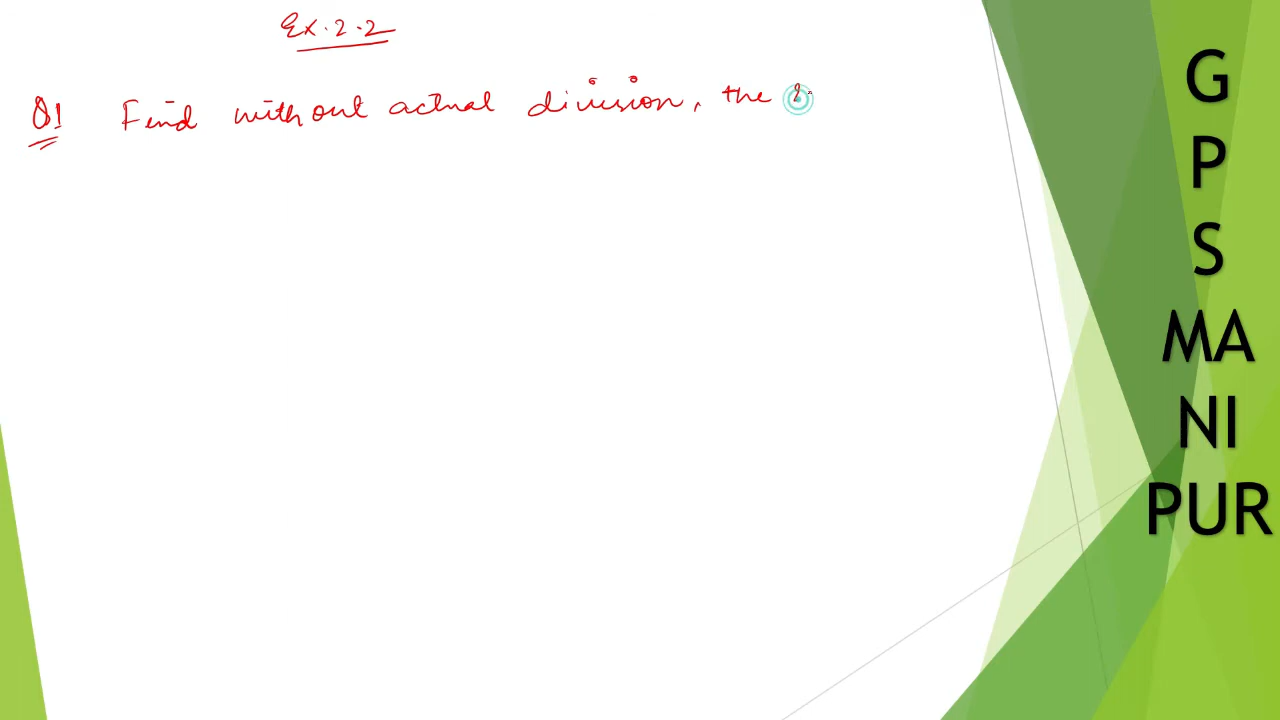 Ex. 2.2
Q1 Find without actual division, the
G
P
S
MA
NI
PUR